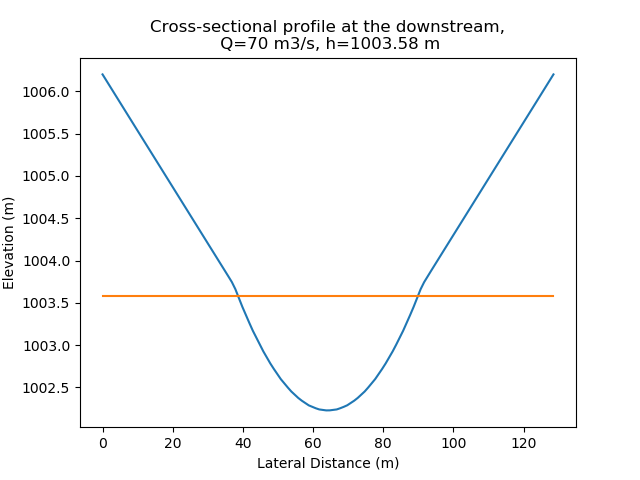 Cross-sectional profile at the downstream,
Q=70 m3/s, h=1003.58 m
1006.0
1005.5
1005.0
1004.5
1004.0
1003.5
1003.0
1002.5
Elevation (m)
0 20 40 60 80 100 120
Lateral Distance (m)